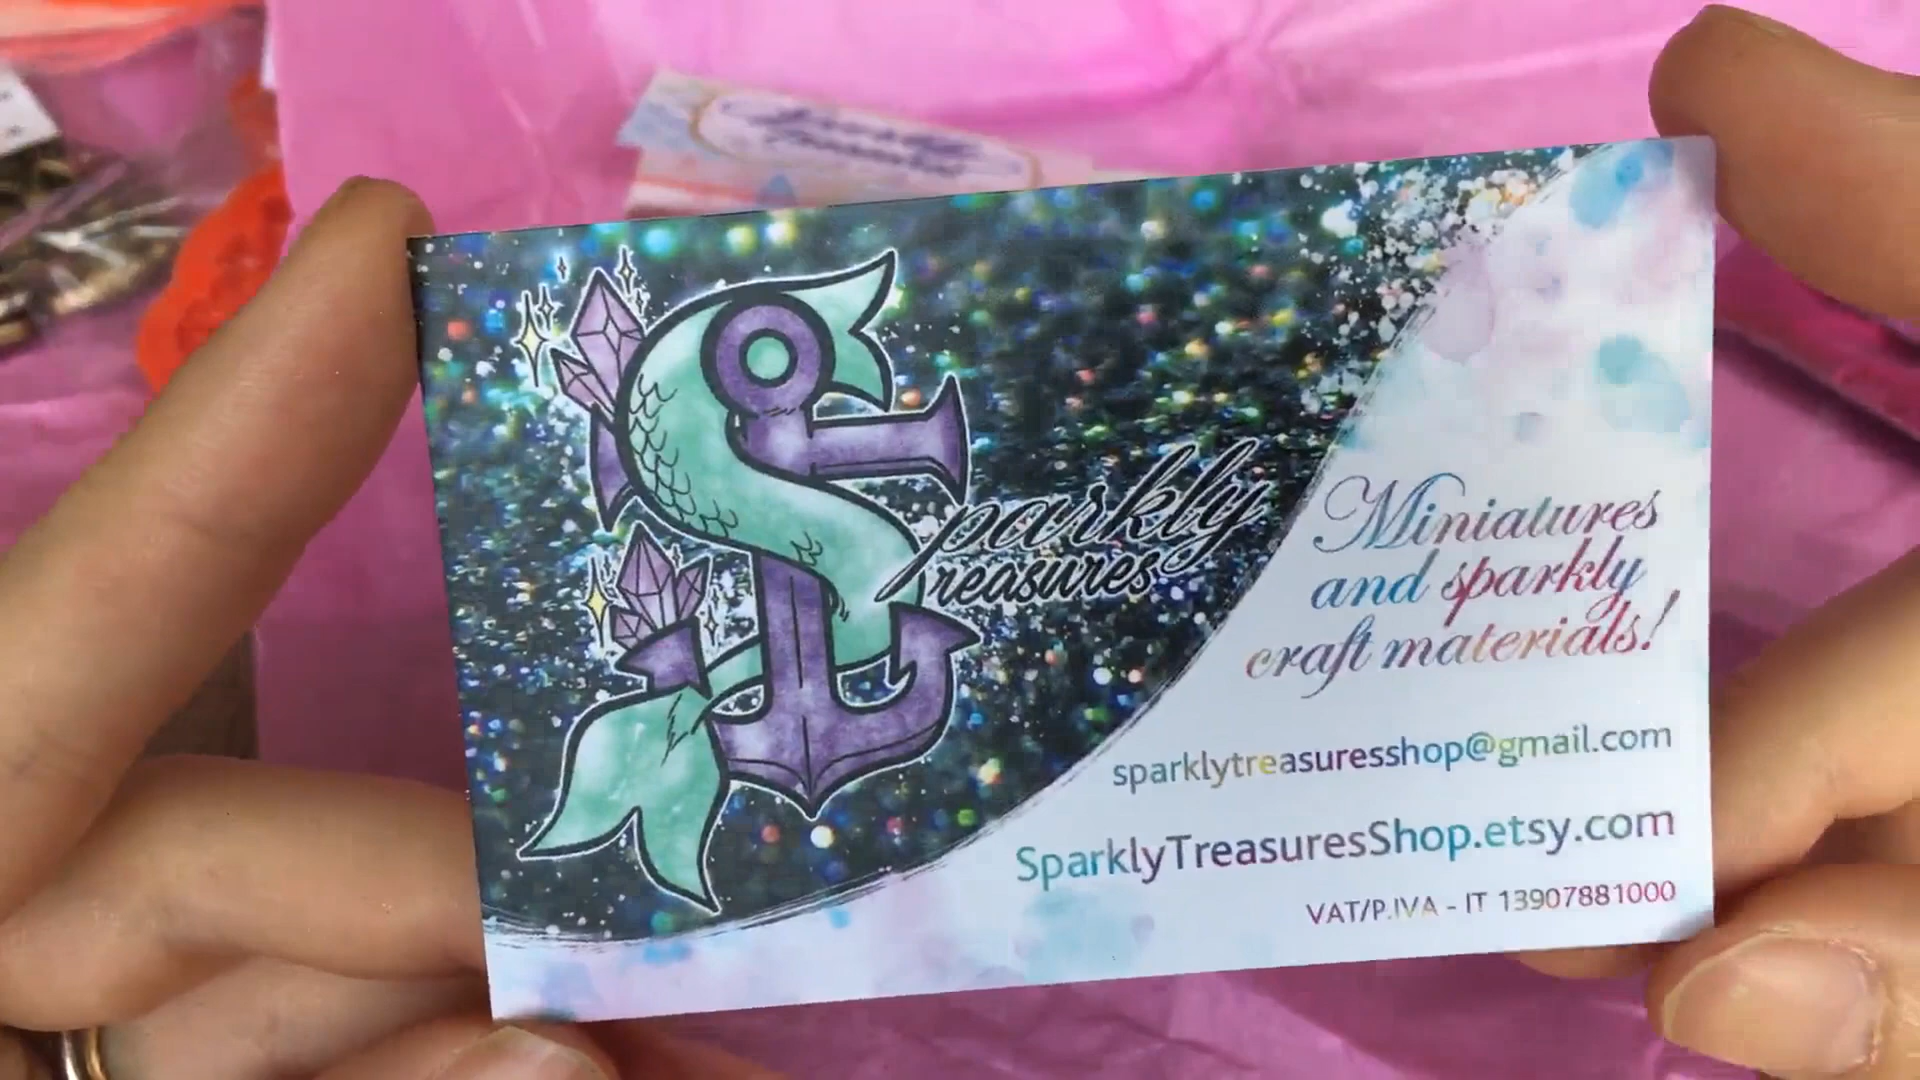 Sparkly
Treasures
Miniatures
and sparkly
craft materials!
sparklytreasuresshop@gmail.com
SparklyTreasuresShop.etsy.com
VAT/P.IVA - IT 13907881000